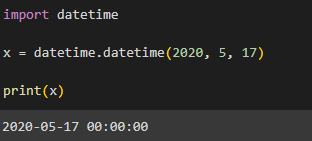 import datetime
x = datetime.datetime(2020, 5, 17)
print(x)
2020-05-17 00:00:00